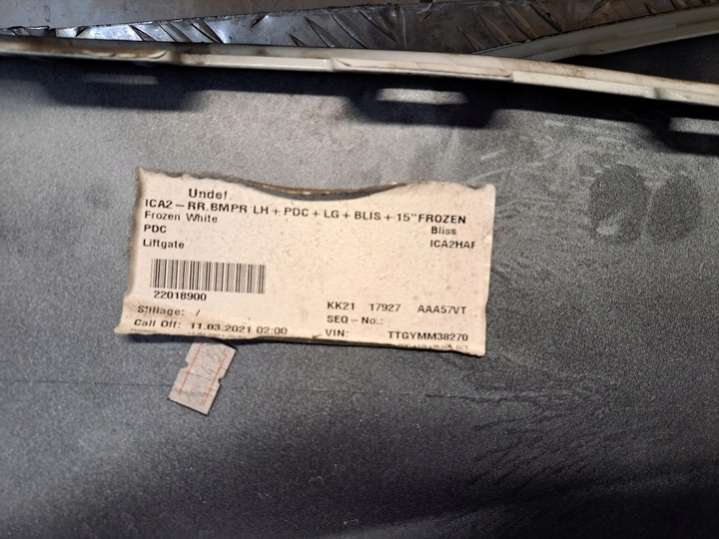 Undef
ICA2 – RR.BMPR LH + PDC + LG + BLIS + 15" FROZEN
Frozen White Bliss
PDC ICA2HAF
Liftgate
22018900
KK21 17927 AAA57VT
Stillage: / SEQ – No.:
Call Off: 11.03.2021 02:00 VIN: TTGYMM38270